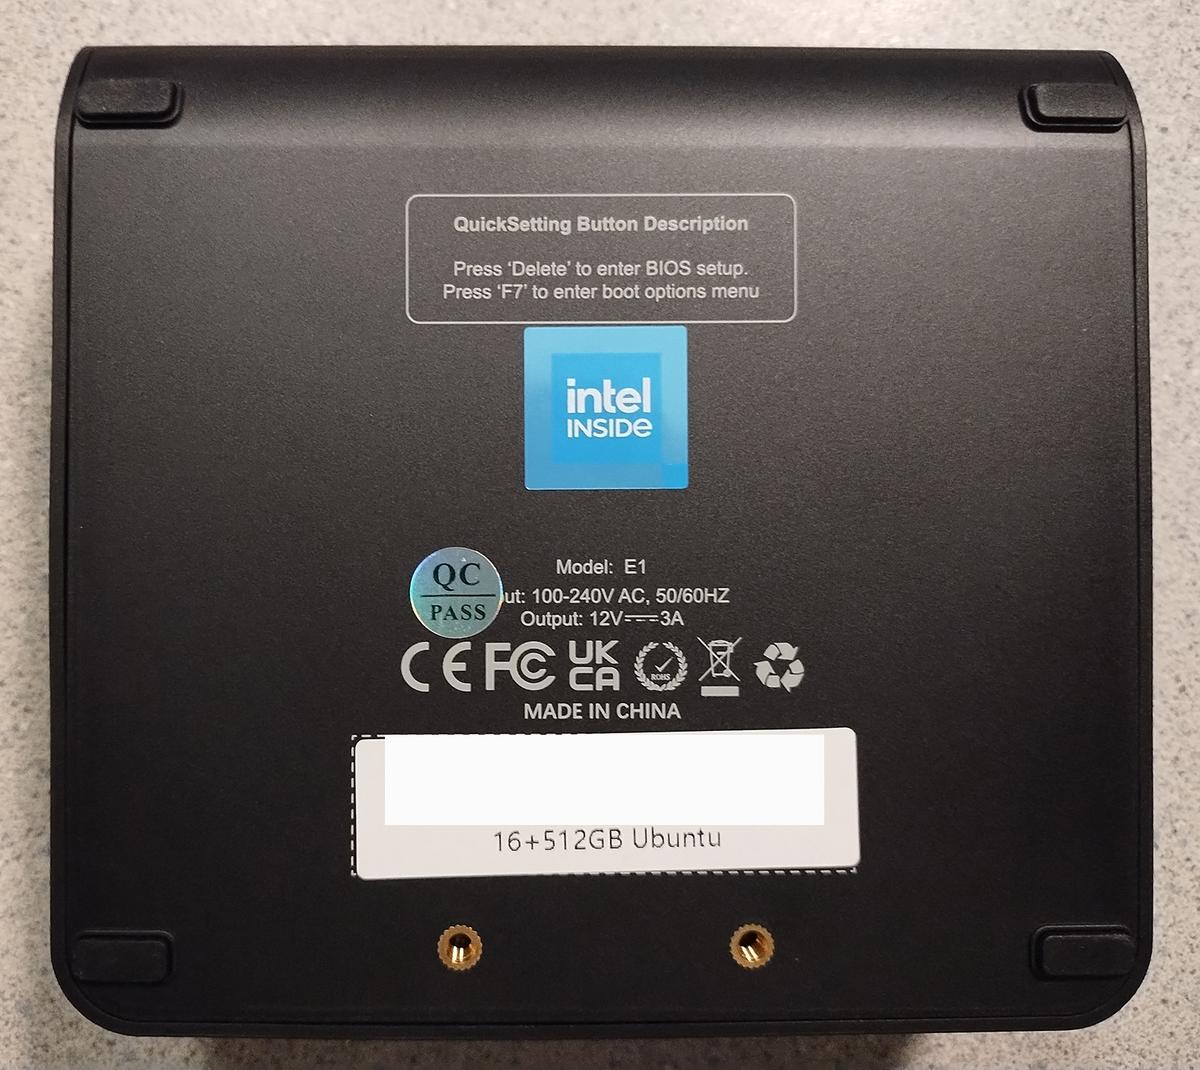 QuickSetting Button Description
Press ‘Delete’ to enter BIOS setup.
Press ‘F7’ to enter boot options menu
intel
INSIDE
QC
PASS
Model: E1
ut: 100-240V AC, 50/60HZ
Output: 12V⎓3A
CE FC UK CA ROHS
MADE IN CHINA
16+512GB Ubuntu